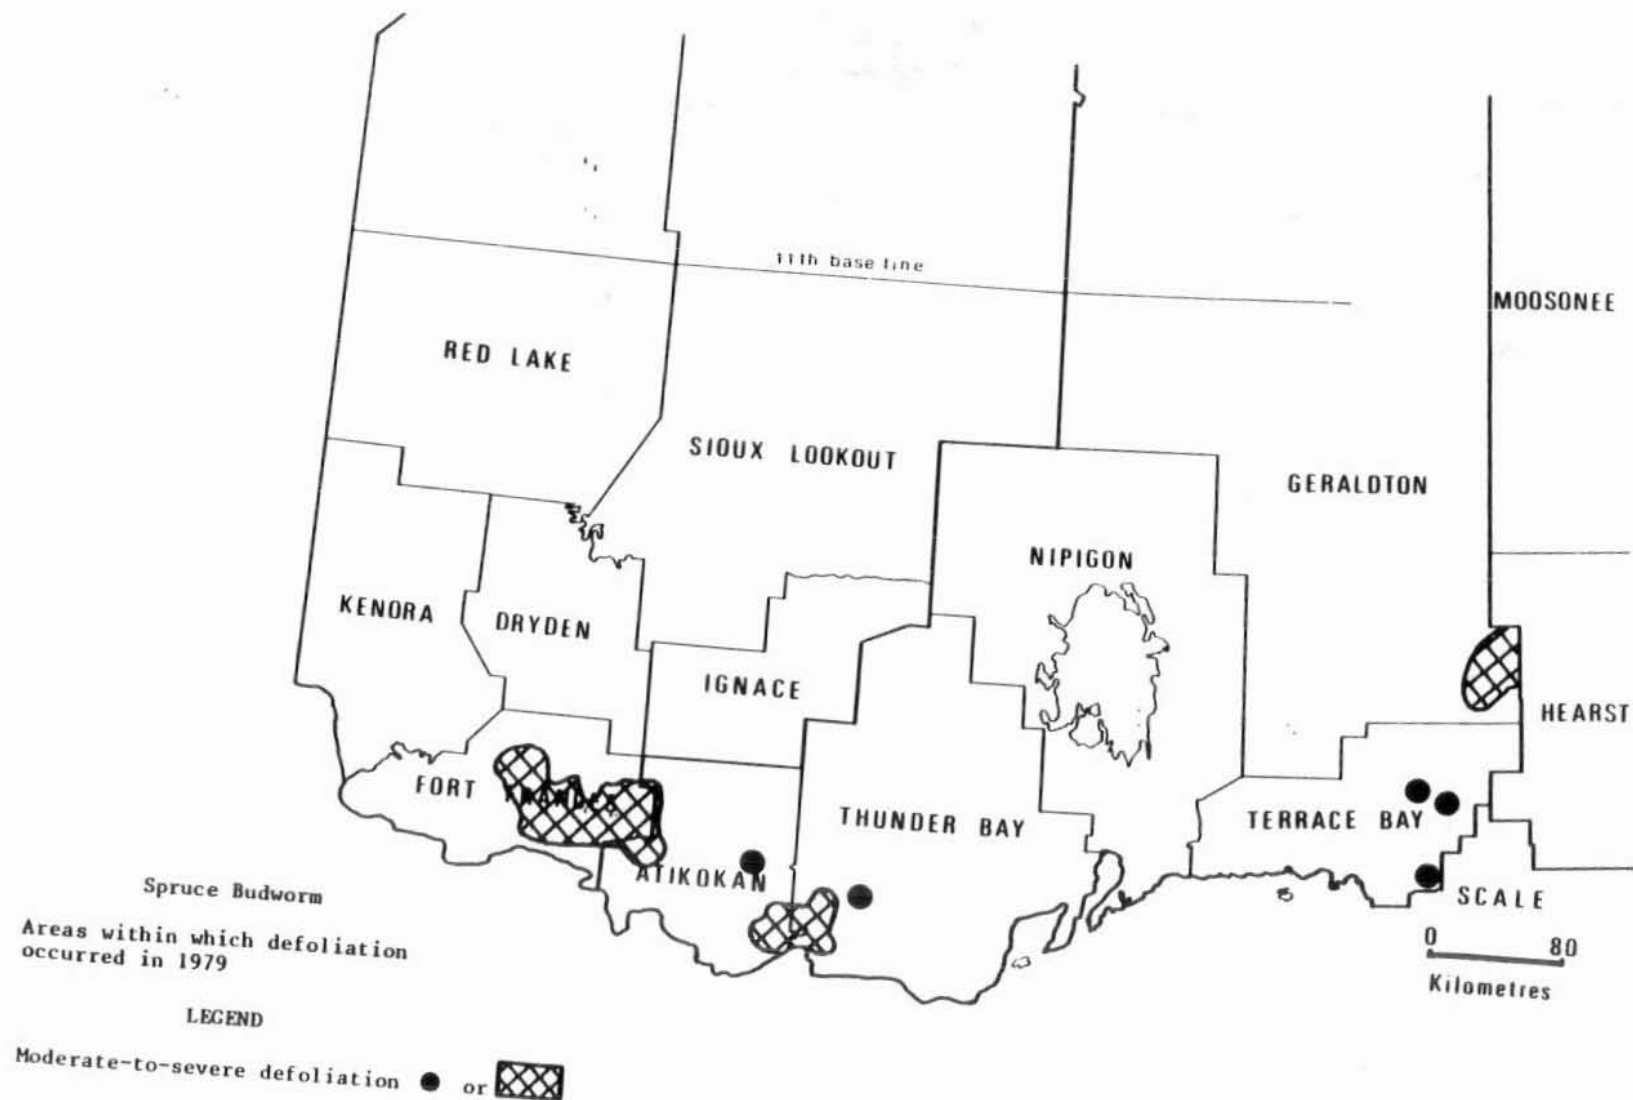 11th base line
MOOSONEE
RED LAKE
SIOUX LOOKOUT
GERALDTON
NIPIGON
KENORA
DRYDEN
IGNACE
HEARST
FORT
THUNDER BAY
TERRACE BAY
ATIKOKAN
Spruce Budworm
Areas within which defoliation
occurred in 1979
LEGEND
Moderate-to-severe defoliation or
SCALE
0 80
Kilometres